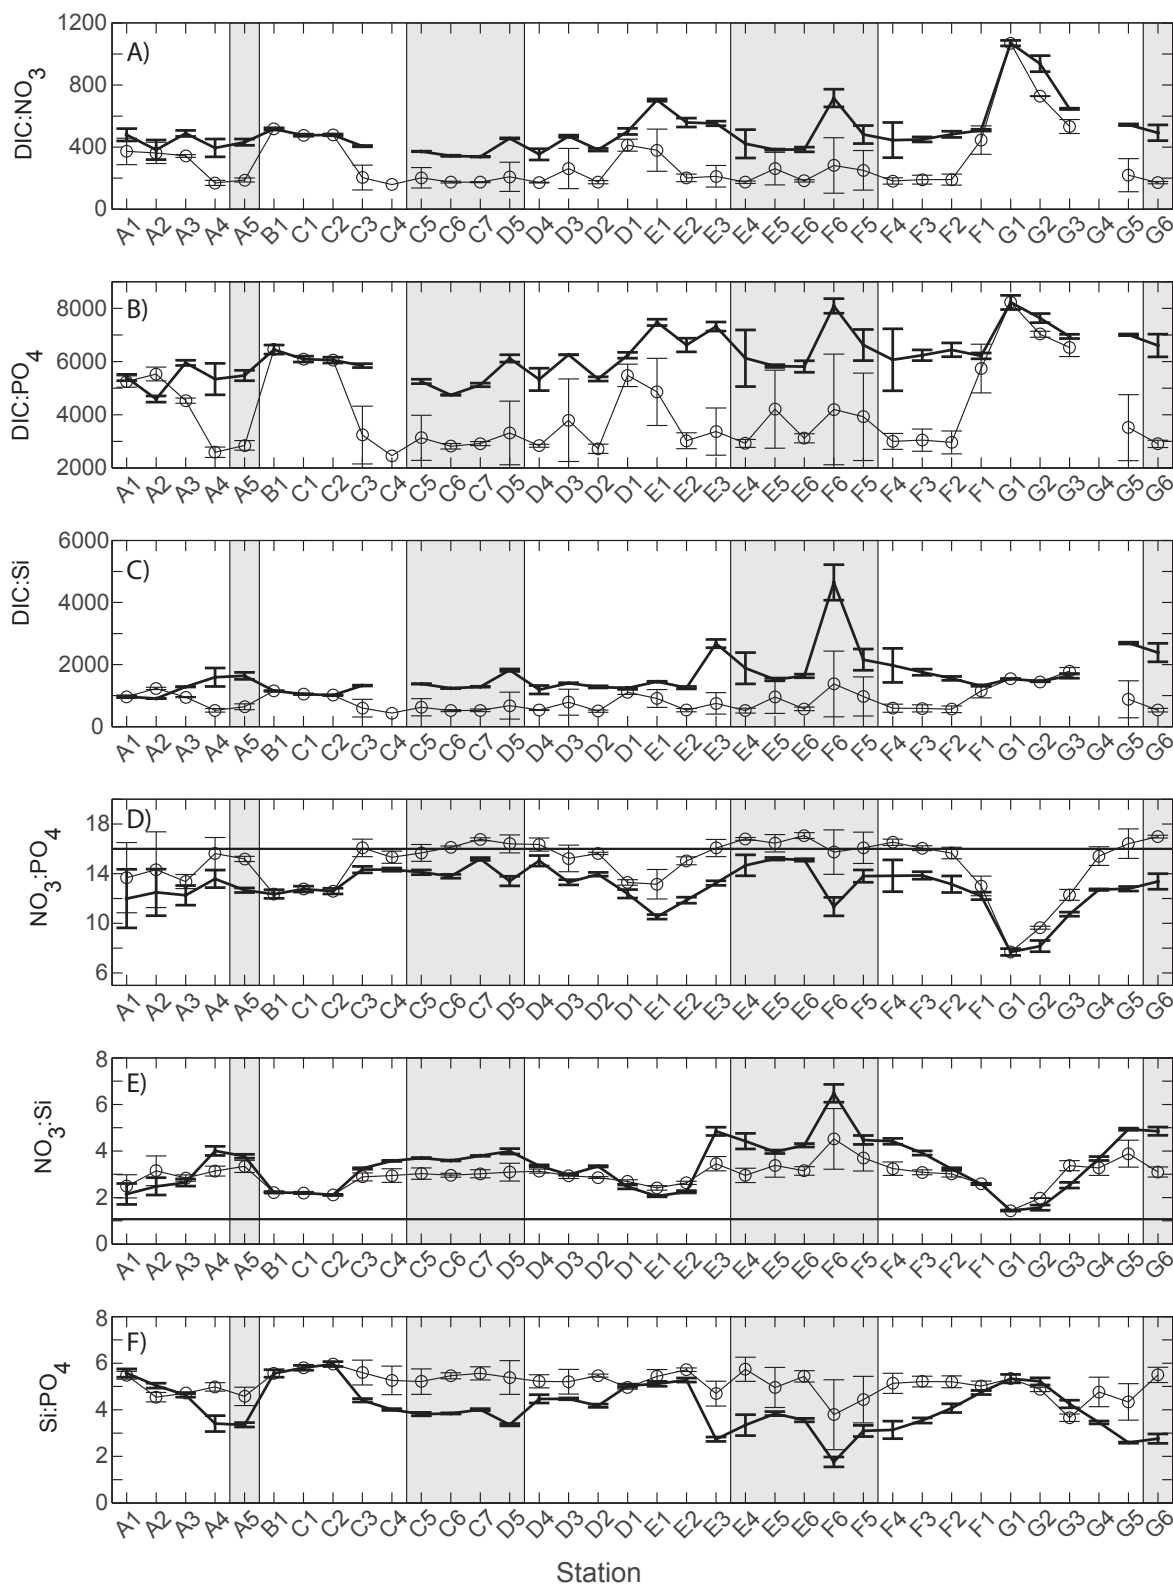 A)
DIC:NO3
1200
800
400
0
A1 A2 A3 A4 A5 B1 C1 C2 C3 C4 C5 C6 C7 D5 D4 D3 D2 D1 E1 E2 E3 E4 E5 E6 F6 F5 F4 F3 F2 F1 G1 G2 G3 G4 G5 G6
B)
DIC:PO4
8000
6000
4000
2000
A1 A2 A3 A4 A5 B1 C1 C2 C3 C4 C5 C6 C7 D5 D4 D3 D2 D1 E1 E2 E3 E4 E5 E6 F6 F5 F4 F3 F2 F1 G1 G2 G3 G4 G5 G6
C)
DIC:Si
6000
4000
2000
0
A1 A2 A3 A4 A5 B1 C1 C2 C3 C4 C5 C6 C7 D5 D4 D3 D2 D1 E1 E2 E3 E4 E5 E6 F6 F5 F4 F3 F2 F1 G1 G2 G3 G4 G5 G6
D)
NO3:PO4
18
14
10
6
A1 A2 A3 A4 A5 B1 C1 C2 C3 C4 C5 C6 C7 D5 D4 D3 D2 D1 E1 E2 E3 E4 E5 E6 F6 F5 F4 F3 F2 F1 G1 G2 G3 G4 G5 G6
E)
NO3:Si
8
6
4
2
0
A1 A2 A3 A4 A5 B1 C1 C2 C3 C4 C5 C6 C7 D5 D4 D3 D2 D1 E1 E2 E3 E4 E5 E6 F6 F5 F4 F3 F2 F1 G1 G2 G3 G4 G5 G6
F)
Si:PO4
8
6
4
2
0
A1 A2 A3 A4 A5 B1 C1 C2 C3 C4 C5 C6 C7 D5 D4 D3 D2 D1 E1 E2 E3 E4 E5 E6 F6 F5 F4 F3 F2 F1 G1 G2 G3 G4 G5 G6
Station